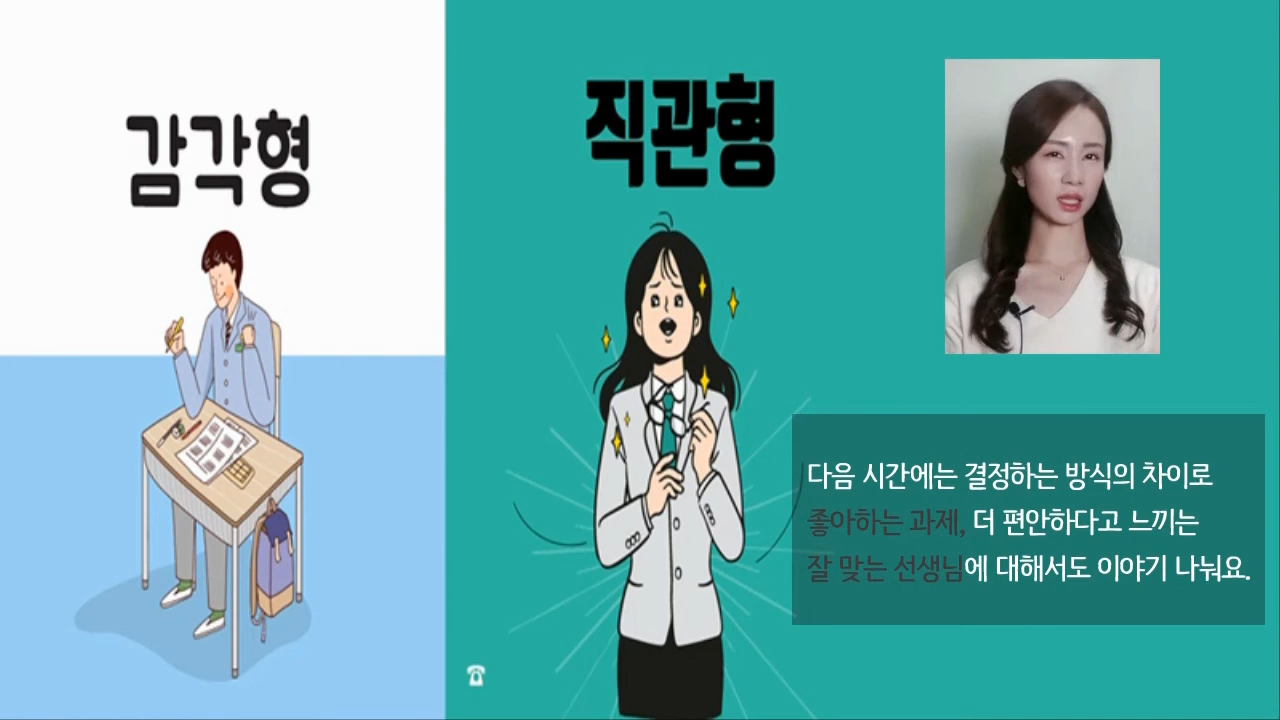 감각형
직관형
다음 시간에는 결정하는 방식의 차이로
좋아하는 과제, 더 편안하다고 느끼는
잘 맞는 선생님에 대해서도 이야기 나눠요.